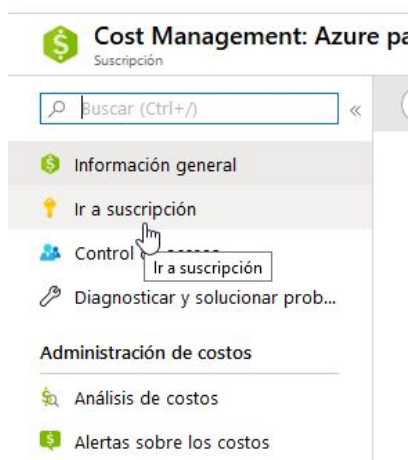 Cost Management: Azure pa
Suscripción
Buscar (Ctrl+/)
«
Información general
Ir a suscripción
Control
Ir a suscripción
Diagnosticar y solucionar prob...
Administración de costos
Análisis de costos
Alertas sobre los costos